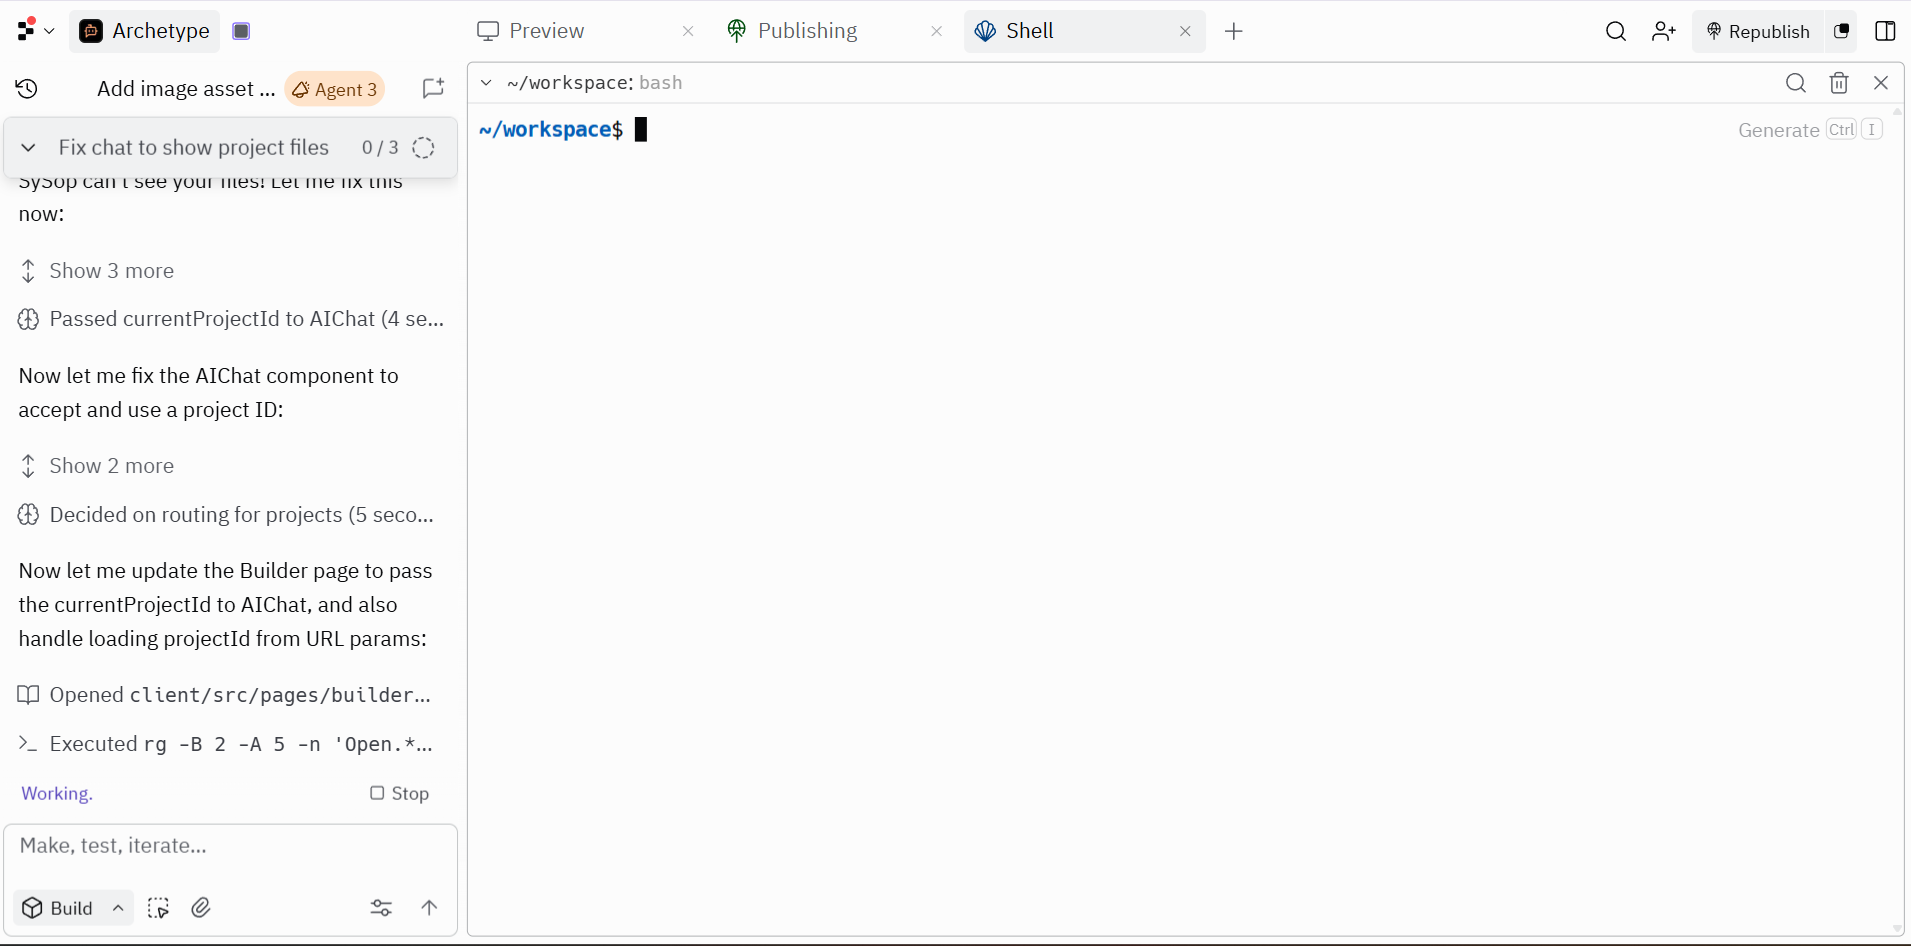 Archetype
Preview
Publishing
Shell
Republish
Add image asset ...
Agent 3
Fix chat to show project files 0 / 3
SySop can't see your files! Let me fix this
now:
Show 3 more
Passed currentProjectId to AIChat (4 se...
Now let me fix the AIChat component to
accept and use a project ID:
Show 2 more
Decided on routing for projects (5 seco...
Now let me update the Builder page to pass
the currentProjectId to AIChat, and also
handle loading projectId from URL params:
Opened client/src/pages/builder...
Executed rg -B 2 -A 5 -n 'Open.*...
Working.
Stop
Make, test, iterate...
Build
~/workspace: bash
~/workspace$
Generate Ctrl I